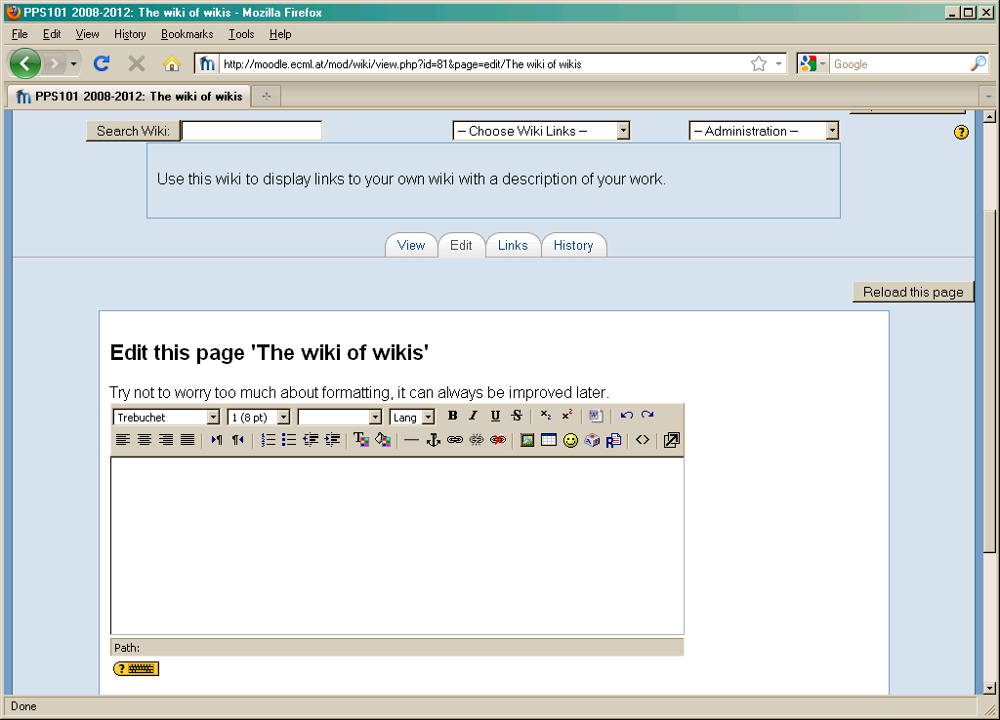 PPS101 2008-2012: The wiki of wikis - Mozilla Firefox
File Edit View History Bookmarks Tools Help
http://moodle.ecml.at/mod/wiki/view.php?id=81&page=edit/The wiki of wikis
Google
PPS101 2008-2012: The wiki of wikis
Search Wiki:
-- Choose Wiki Links --
-- Administration --
?
Use this wiki to display links to your own wiki with a description of your work.
View Edit Links History
Reload this page
Edit this page 'The wiki of wikis'
Try not to worry too much about formatting, it can always be improved later.
Trebuchet 1 (8 pt) Lang B I U S x₂ x²
Path:
?
Done